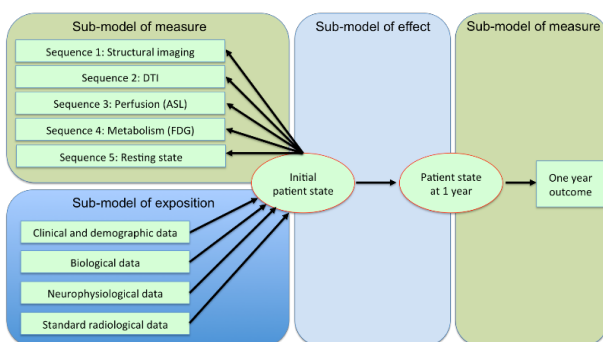 Sub-model of measure
Sequence 1: Structural imaging
Sequence 2: DTI
Sequence 3: Perfusion (ASL)
Sequence 4: Metabolism (FDG)
Sequence 5: Resting state
Sub-model of exposition
Clinical and demographic data
Biological data
Neurophysiological data
Standard radiological data
Sub-model of effect
Initial
patient state
Patient state
at 1 year
Sub-model of measure
One year
outcome